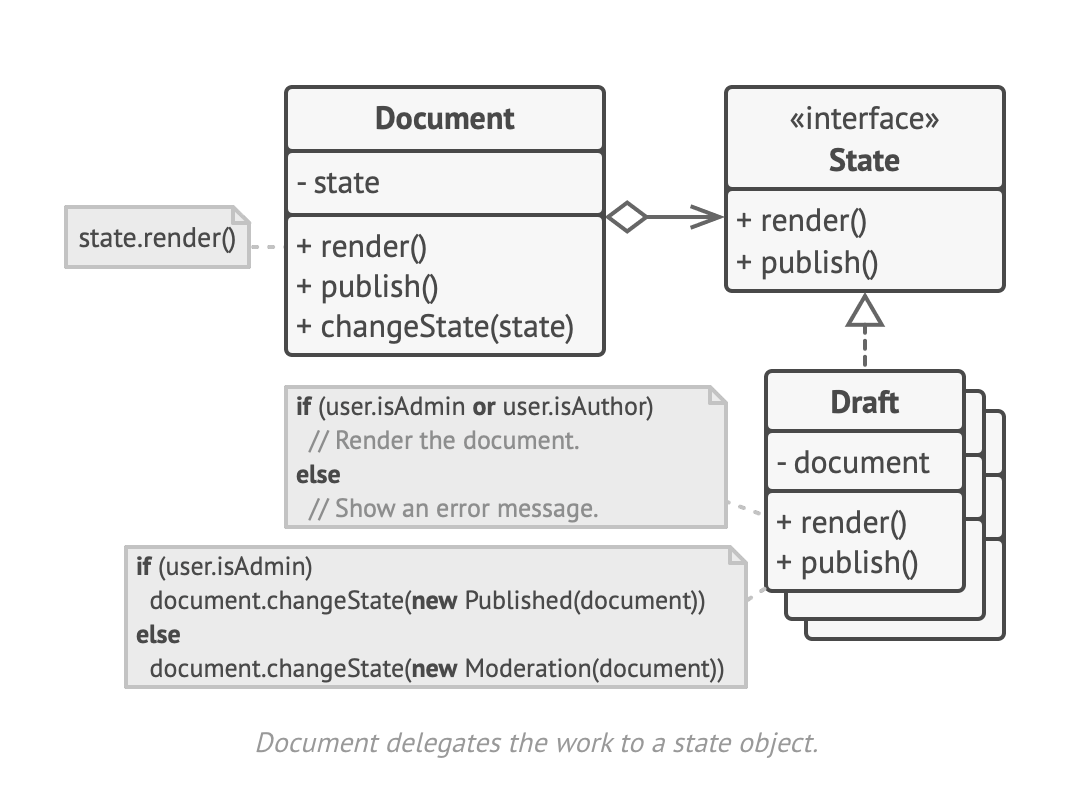 Document
- state
+ render()
+ publish()
+ changeState(state)
state.render()
«interface»
State
+ render()
+ publish()
Draft
- document
+ render()
+ publish()
if (user.isAdmin or user.isAuthor)
// Render the document.
else
// Show an error message.
if (user.isAdmin)
document.changeState(new Published(document))
else
document.changeState(new Moderation(document))
Document delegates the work to a state object.